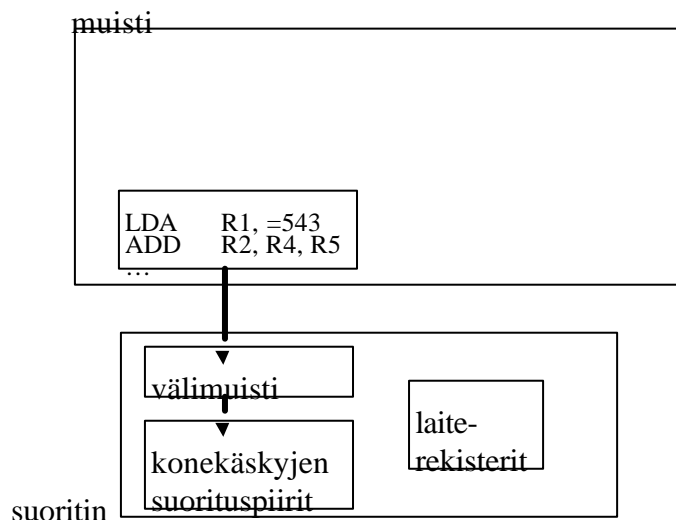 muisti
LDA R1, =543
ADD R2, R4, R5
…
välimuisti
laite-
rekisterit
konekäskyjen
suorituspiirit
suoritin